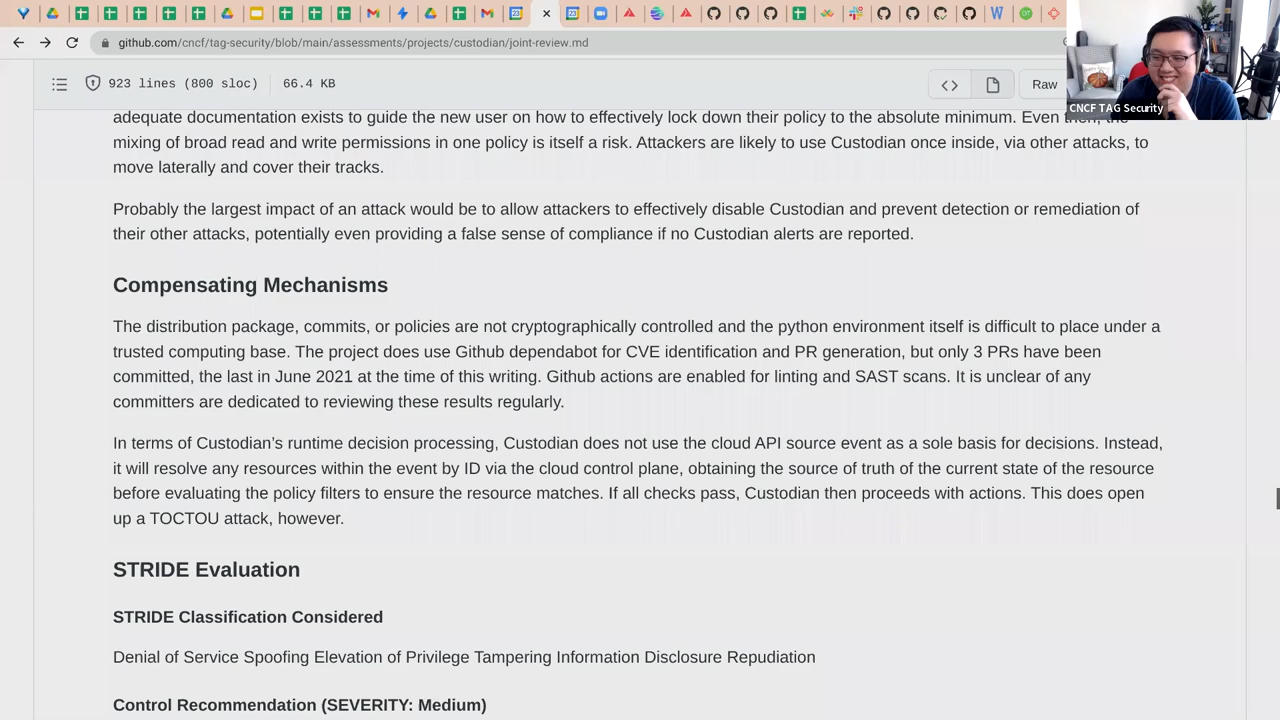 github.com/cncf/tag-security/blob/main/assessments/projects/custodian/joint-review.md
923 lines (800 sloc)
66.4 KB
Raw
CNCF TAG Security
adequate documentation exists to guide the new user on how to effectively lock down their policy to the absolute minimum. Even then, the
mixing of broad read and write permissions in one policy is itself a risk. Attackers are likely to use Custodian once inside, via other attacks, to
move laterally and cover their tracks.
Probably the largest impact of an attack would be to allow attackers to effectively disable Custodian and prevent detection or remediation of
their other attacks, potentially even providing a false sense of compliance if no Custodian alerts are reported.
Compensating Mechanisms
The distribution package, commits, or policies are not cryptographically controlled and the python environment itself is difficult to place under a
trusted computing base. The project does use Github dependabot for CVE identification and PR generation, but only 3 PRs have been
committed, the last in June 2021 at the time of this writing. Github actions are enabled for linting and SAST scans. It is unclear of any
committers are dedicated to reviewing these results regularly.
In terms of Custodian's runtime decision processing, Custodian does not use the cloud API source event as a sole basis for decisions. Instead,
it will resolve any resources within the event by ID via the cloud control plane, obtaining the source of truth of the current state of the resource
before evaluating the policy filters to ensure the resource matches. If all checks pass, Custodian then proceeds with actions. This does open
up a TOCTOU attack, however.
STRIDE Evaluation
STRIDE Classification Considered
Denial of Service Spoofing Elevation of Privilege Tampering Information Disclosure Repudiation
Control Recommendation (SEVERITY: Medium)